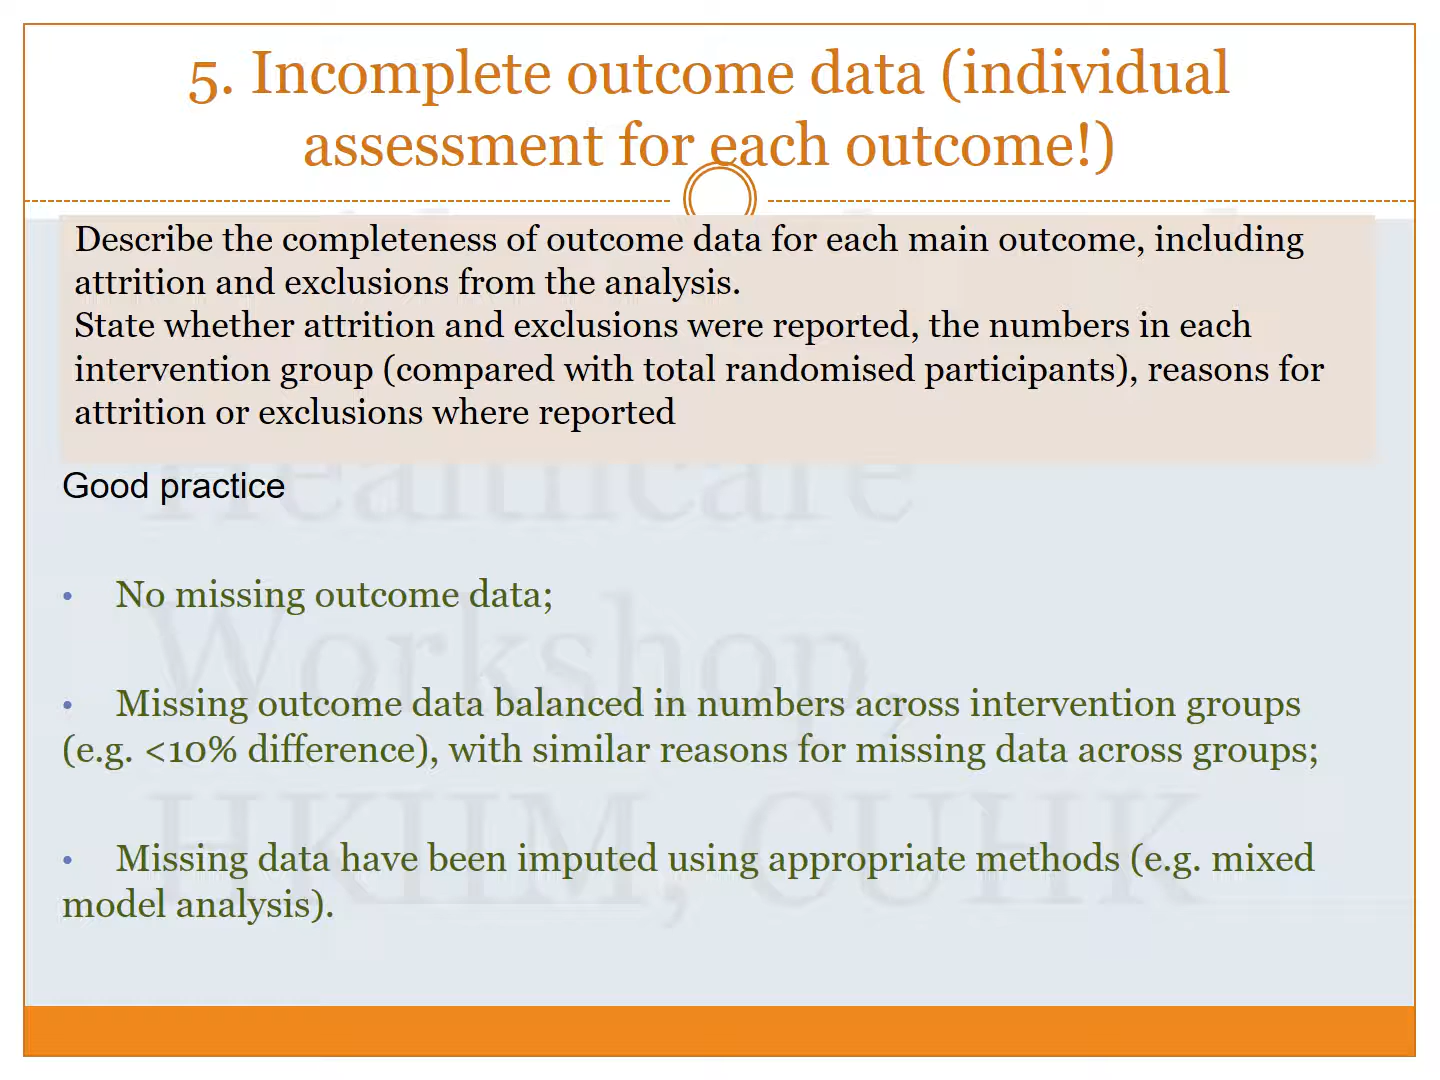 5. Incomplete outcome data (individual
assessment for each outcome!)
Describe the completeness of outcome data for each main outcome, including
attrition and exclusions from the analysis.
State whether attrition and exclusions were reported, the numbers in each
intervention group (compared with total randomised participants), reasons for
attrition or exclusions where reported
Healthcare
Good practice
• No missing outcome data;
Workshop,
• Missing outcome data balanced in numbers across intervention groups
(e.g. <10% difference), with similar reasons for missing data across groups;
HKIIM, CUHK
• Missing data have been imputed using appropriate methods (e.g. mixed
model analysis).